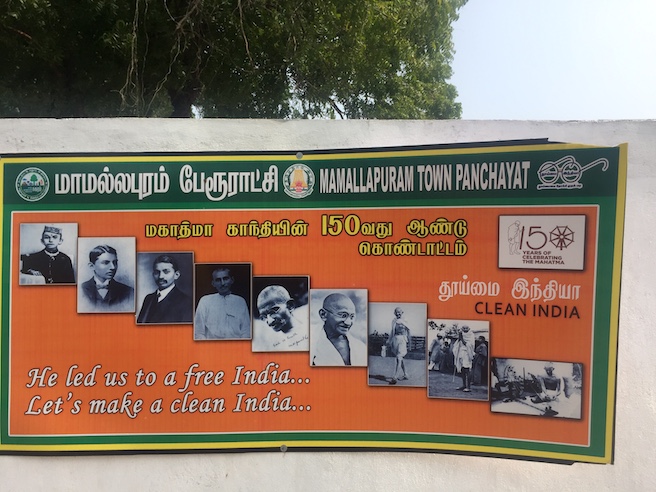 மாமல்லபுரம் பேரூராட்சி MAMALLAPURAM TOWN PANCHAYAT
மகாத்மா காந்தியின் 150வது ஆண்டு
கொண்டாட்டம்
150
YEARS OF
CELEBRATING
THE MAHATMA
தூய்மை இந்தியா
CLEAN INDIA
He led us to a free India...
Let's make a clean India...